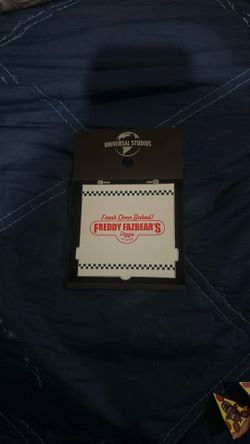 UNIVERSAL STUDIOS
Fresh Oven Baked!
FREDDY FAZBEAR'S
Pizza